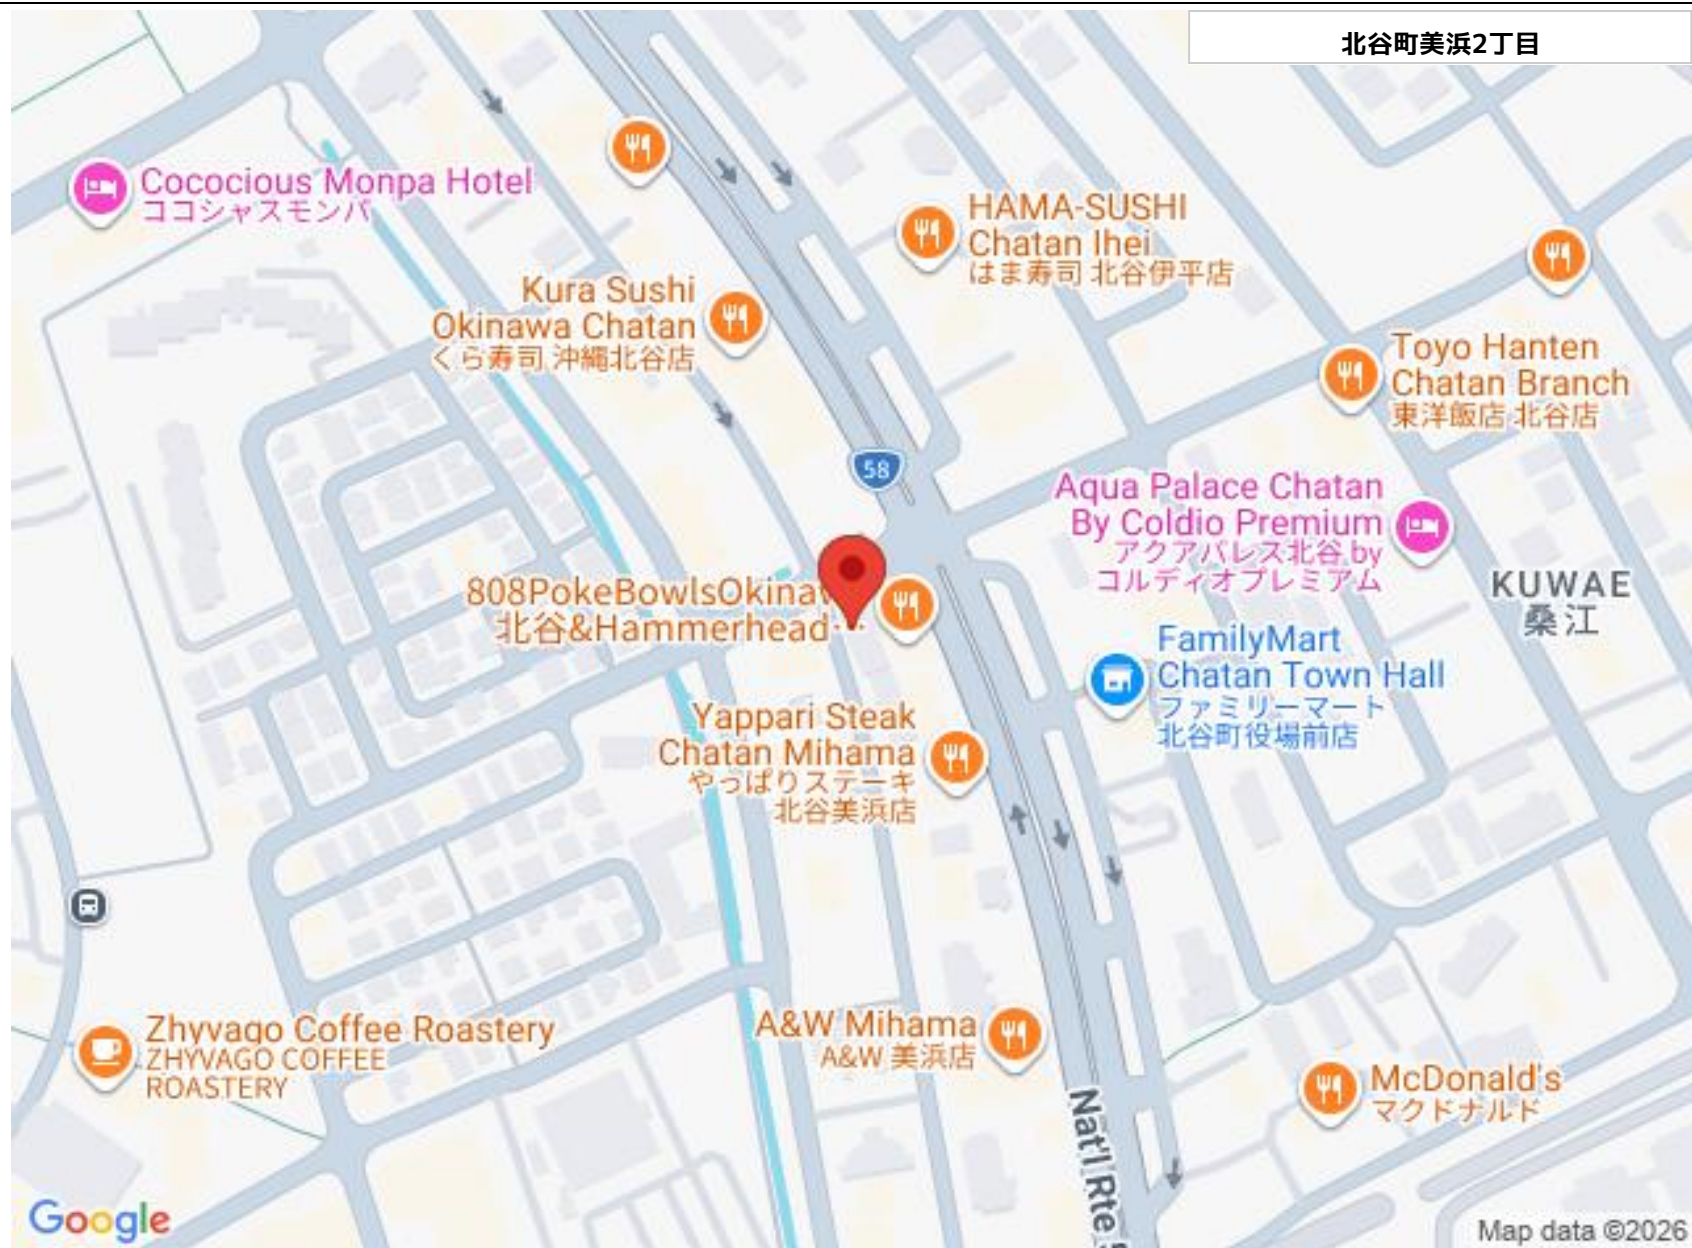 北谷町美浜2丁目
Cococious Monpa Hotel
ココシャスモンパ
HAMA-SUSHI
Chatan Ihei
はま寿司 北谷伊平店
Kura Sushi
Okinawa Chatan
くら寿司 沖縄北谷店
Toyo Hanten
Chatan Branch
東洋飯店 北谷店
58
Aqua Palace Chatan
By Coldio Premium
アクアパレス北谷 by
コルディオプレミアム
KUWAE
桑江
808PokeBowlsOkina
北谷&Hammerhead…
FamilyMart
Chatan Town Hall
ファミリーマート
北谷町役場前店
Yappari Steak
Chatan Mihama
やっぱりステーキ
北谷美浜店
Zhyvago Coffee Roastery
ZHYVAGO COFFEE
ROASTERY
A&W Mihama
A&W 美浜店
McDonald's
マクドナルド
Nat'l Rte
Google
Map data ©2026